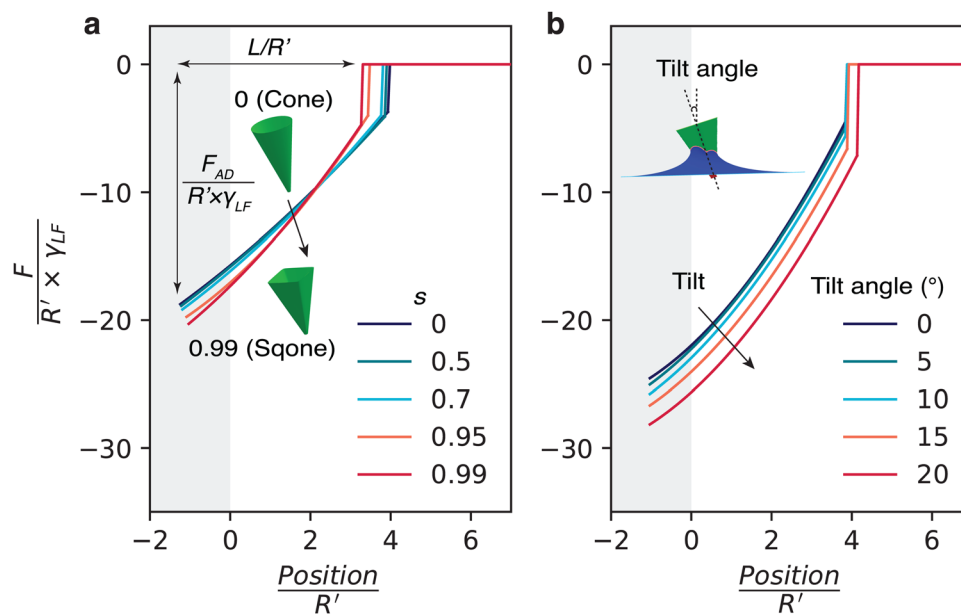 a
L/R'
0 (Cone)
F_AD
R'×γ_LF
0.99 (Sqone)
s
0
0.5
0.7
0.95
0.99
0
−10
−20
−30
F
R' × γ_LF
−2
0
2
4
6
Position
R'
b
Tilt angle
Tilt
Tilt angle (°)
0
5
10
15
20
0
−10
−20
−30
−2
0
2
4
6
Position
R'